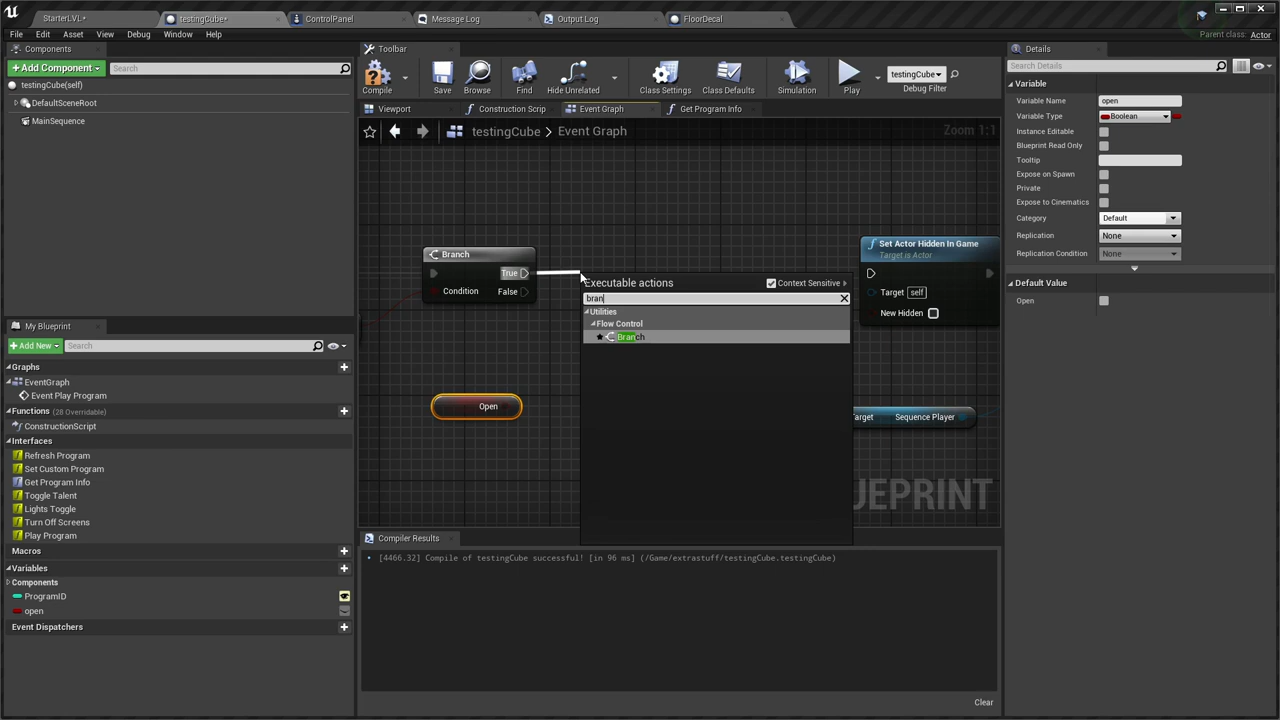 StarterLVL•
testingCube•
ControlPanel
Message Log
Output Log
FloorDecal
File Edit Asset View Debug Window Help
Parent class: Actor
Components
+ Add Component
Search
testingCube(self)
DefaultSceneRoot
MainSequence
My Blueprint
+ Add New
Search
Graphs
EventGraph
Event Play Program
Functions (28 Overridable)
ConstructionScript
Interfaces
Refresh Program
Set Custom Program
Get Program Info
Toggle Talent
Lights Toggle
Turn Off Screens
Play Program
Macros
Variables
Components
ProgramID
open
Event Dispatchers
Toolbar
Compile
Save
Browse
Find
Hide Unrelated
Class Settings
Class Defaults
Simulation
Play
testingCube
Debug Filter
Viewport
Construction Scrip
Event Graph
Get Program Info
testingCube > Event Graph
Zoom 1:1
Branch
True
Condition
False
Open
Executable actions
Context Sensitive
bran
Utilities
Flow Control
Branch
Set Actor Hidden In Game
Target is Actor
Target self
New Hidden
arget
Sequence Player
UEPRINT
Compiler Results
[4466.32] Compile of testingCube successful! [in 96 ms] (/Game/extrastuff/testingCube.testingCube)
Clear
Details
Search Details
Variable
Variable Name open
Variable Type Boolean
Instance Editable
Blueprint Read Only
Tooltip
Expose on Spawn
Private
Expose to Cinematics
Category Default
Replication None
Replication Condition None
Default Value
Open